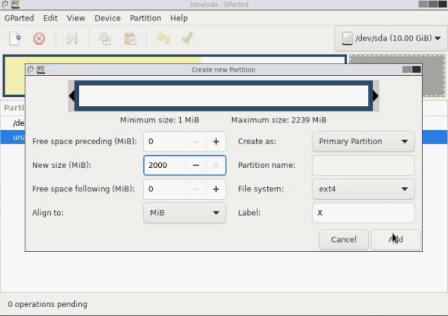 /dev/sda - GParted
GParted Edit View Device Partition Help
/dev/sda (10.00 GiB)
Create new Partition
Minimum size: 1 MiB Maximum size: 2239 MiB
Free space preceding (MiB): 0 − + Create as: Primary Partition
New size (MiB): 2000 − + Partition name:
Free space following (MiB): 0 − + File system: ext4
Align to: MiB Label: X
Cancel Add
Parti
/de
una
0 operations pending